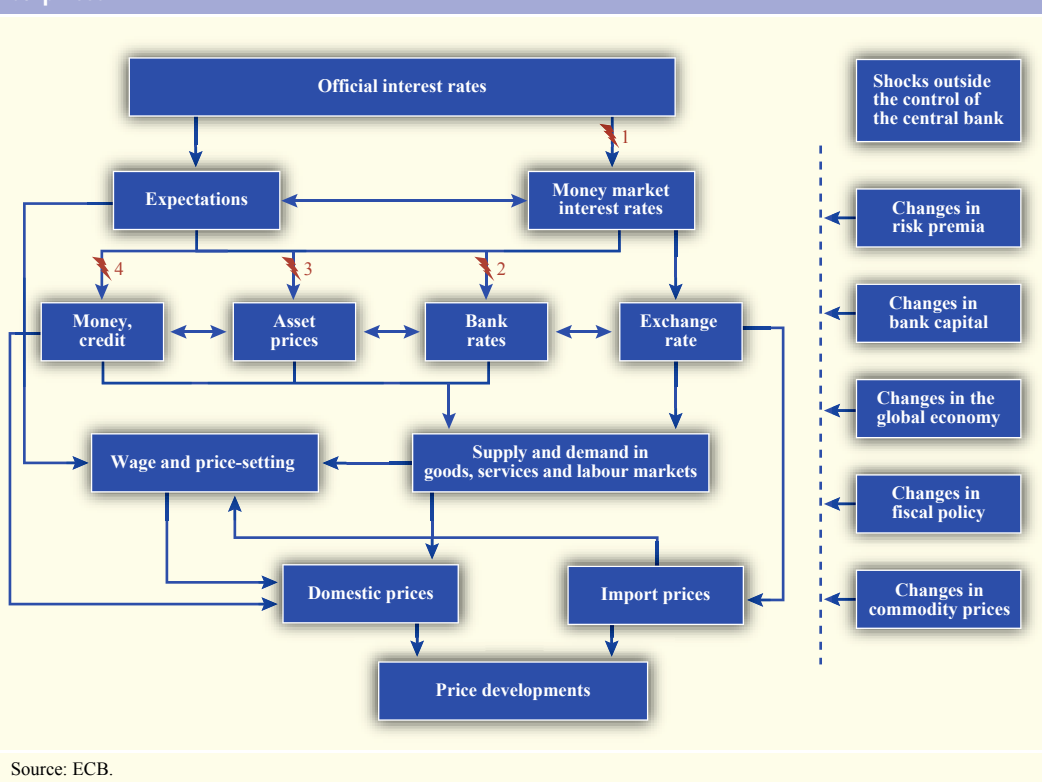 Official interest rates
Shocks outside
the control of
the central bank
1
Expectations
Money market
interest rates
Changes in
risk premia
4
3
2
Money,
credit
Asset
prices
Bank
rates
Exchange
rate
Changes in
bank capital
Changes in the
global economy
Wage and price-setting
Supply and demand in
goods, services and labour markets
Changes in
fiscal policy
Domestic prices
Import prices
Changes in
commodity prices
Price developments
Source: ECB.